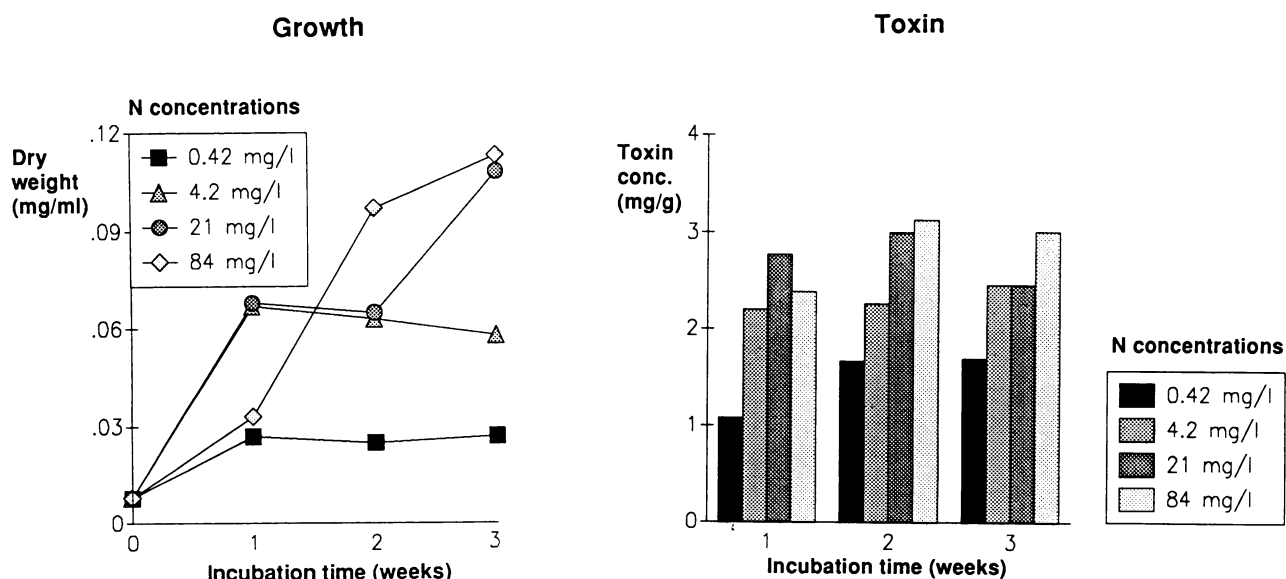 Growth
Toxin
N concentrations
0.42 mg/l
4.2 mg/l
21 mg/l
84 mg/l
Dry
weight
(mg/ml)
.12
.09
.06
.03
0
0 1 2 3
Incubation time (weeks)
Toxin
conc.
(mg/g)
4
3
2
1
0
1 2 3
Incubation time (weeks)
N concentrations
0.42 mg/l
4.2 mg/l
21 mg/l
84 mg/l